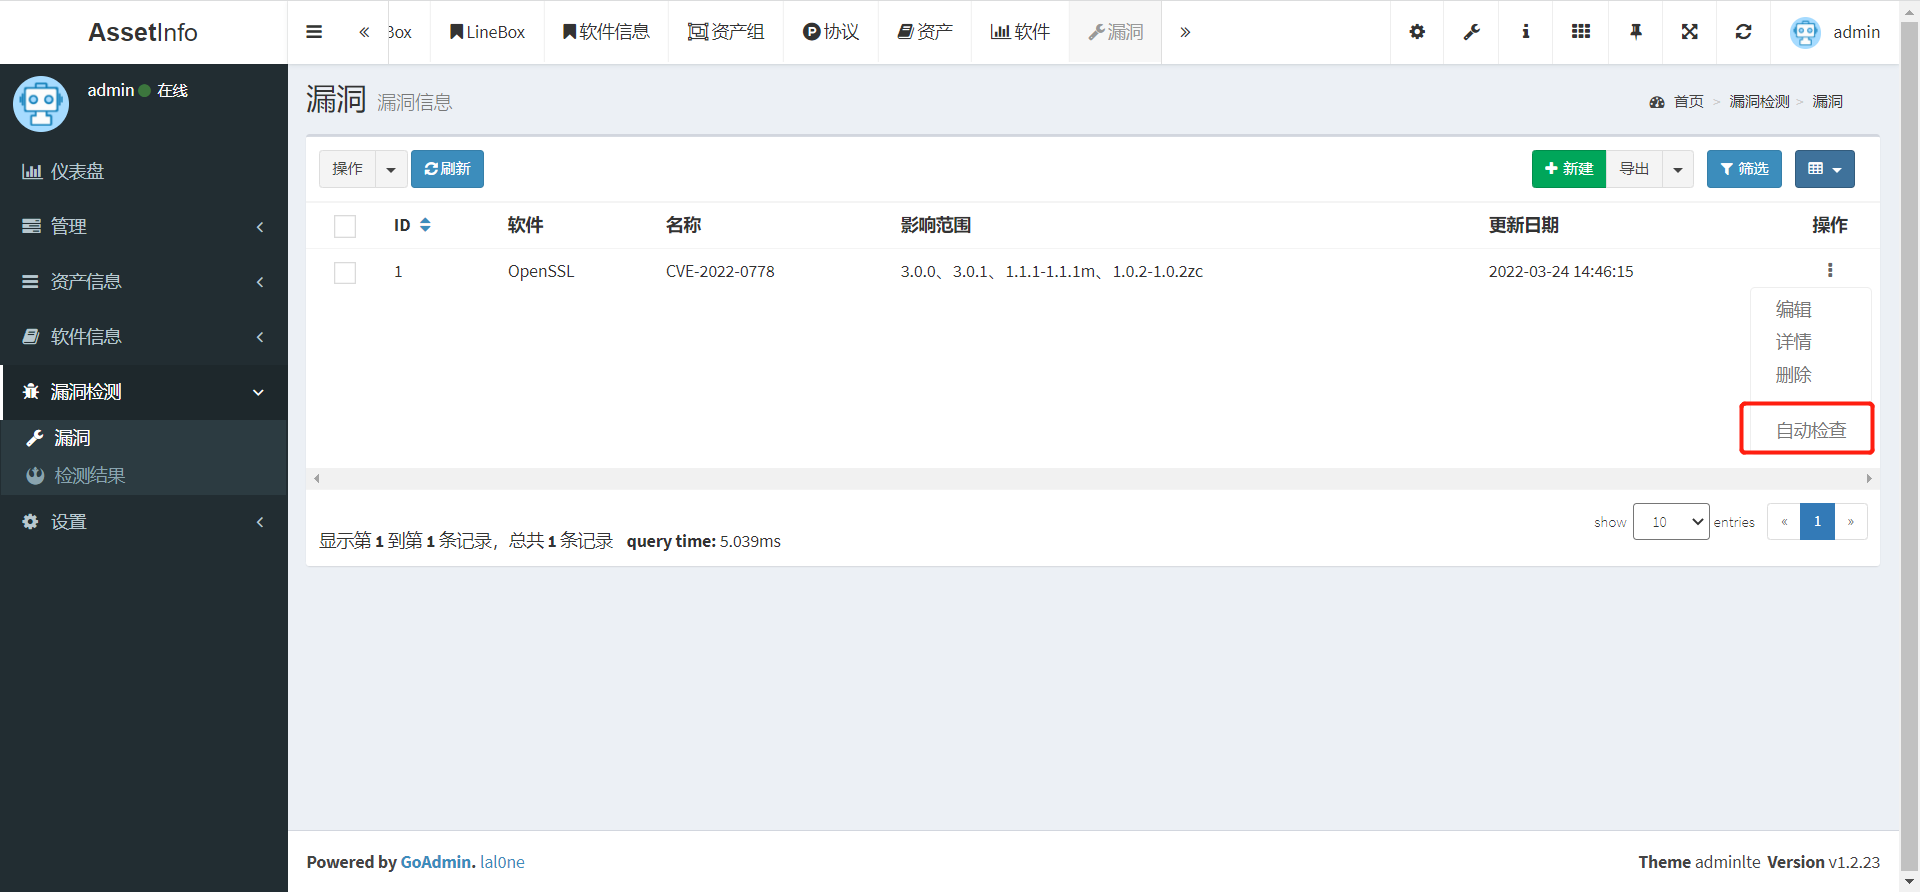 AssetInfo
Box
LineBox
软件信息
资产组
协议
资产
软件
漏洞
admin
admin 在线
仪表盘
管理
资产信息
软件信息
漏洞检测
漏洞
检测结果
设置
漏洞 漏洞信息
首页 > 漏洞检测 > 漏洞
操作
刷新
新建
导出
筛选
ID 软件 名称 影响范围 更新日期 操作
1 OpenSSL CVE-2022-0778 3.0.0、3.0.1、1.1.1-1.1.1m、1.0.2-1.0.2zc 2022-03-24 14:46:15
编辑
详情
删除
自动检查
show 10 entries « 1 »
显示第 1 到第 1 条记录，总共 1 条记录 query time: 5.039ms
Powered by GoAdmin. lal0ne
Theme adminlte Version v1.2.23